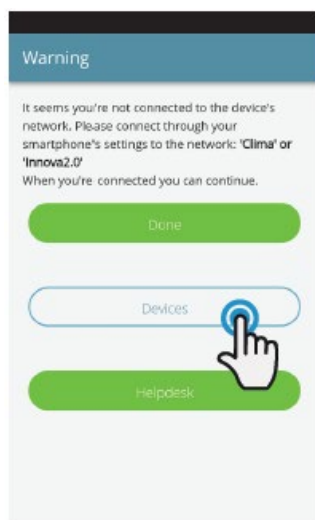 Warning
It seems you're not connected to the device's
network. Please connect through your
smartphone's settings to the network: 'Clima' or
'Innova2.0'
When you're connected you can continue.
Done
Devices
Helpdesk